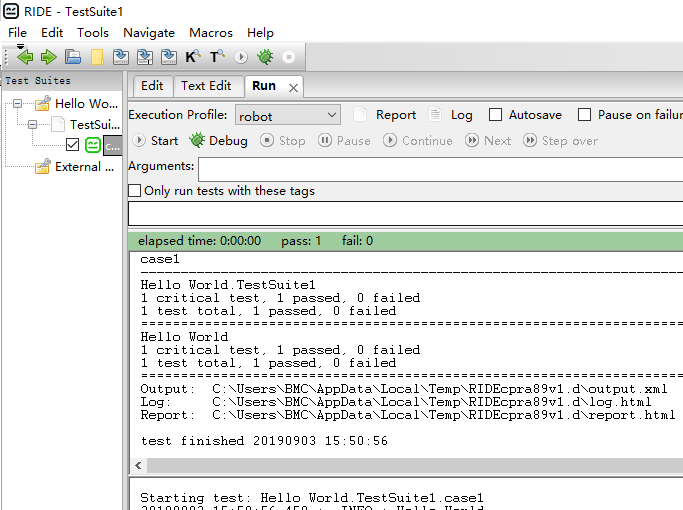 RIDE - TestSuite1
File Edit Tools Navigate Macros Help
K T
Test Suites
Hello Wo...
TestSui...
c...
External ...
Edit Text Edit Run
Execution Profile: robot Report Log Autosave Pause on failur
Start Debug Stop Pause Continue Next Step over
Arguments:
Only run tests with these tags
elapsed time: 0:00:00 pass: 1 fail: 0
case1
Hello World.TestSuite1
1 critical test, 1 passed, 0 failed
1 test total, 1 passed, 0 failed
Hello World
1 critical test, 1 passed, 0 failed
1 test total, 1 passed, 0 failed
Output: C:\Users\BMC\AppData\Local\Temp\RIDEcpra89v1.d\output.xml
Log: C:\Users\BMC\AppData\Local\Temp\RIDEcpra89v1.d\log.html
Report: C:\Users\BMC\AppData\Local\Temp\RIDEcpra89v1.d\report.html
test finished 20190903 15:50:56
Starting test: Hello World.TestSuite1.case1